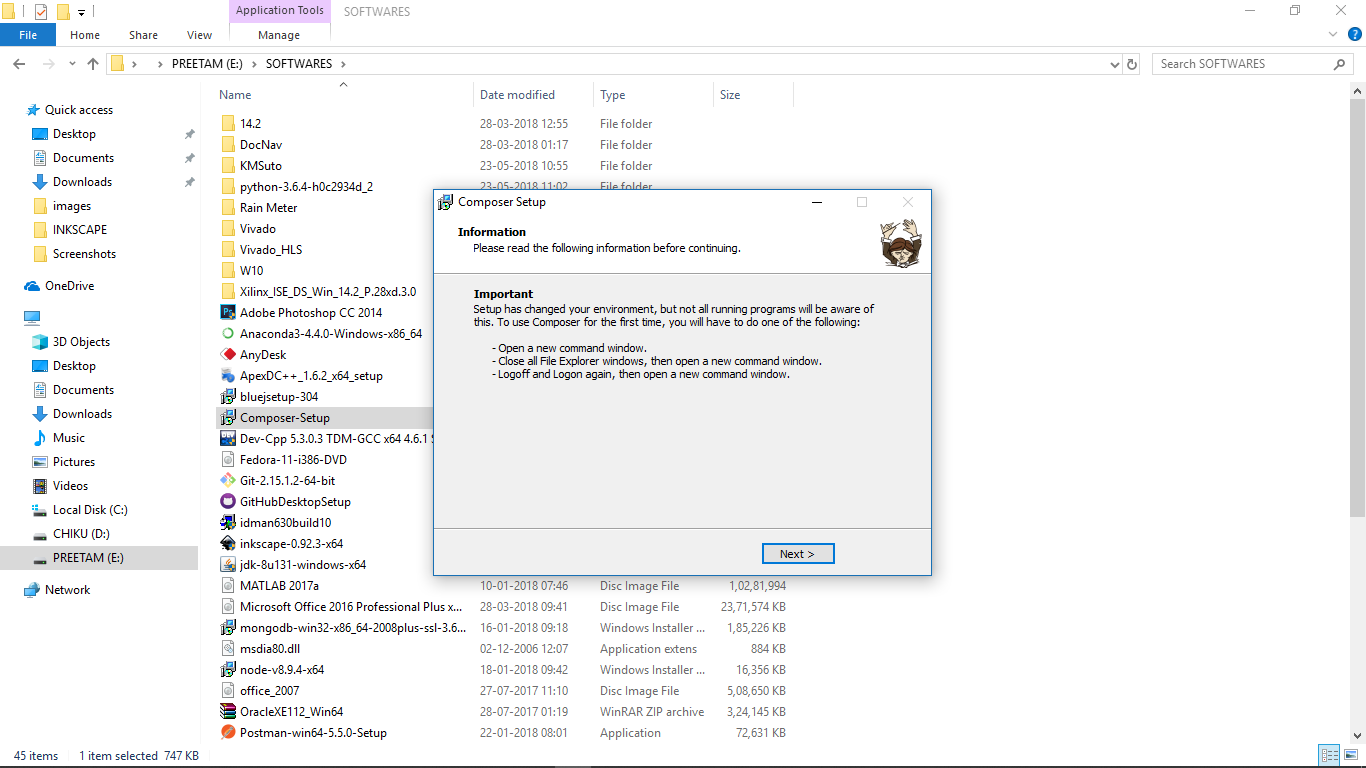 Application Tools SOFTWARES
File Home Share View Manage
PREETAM (E:) SOFTWARES Search SOFTWARES
Name Date modified Type Size
Quick access
Desktop
Documents
Downloads
images
INKSCAPE
Screenshots
OneDrive
3D Objects
Desktop
Documents
Downloads
Music
Pictures
Videos
Local Disk (C:)
CHIKU (D:)
PREETAM (E:)
Network
14.2 28-03-2018 12:55 File folder
DocNav 28-03-2018 01:17 File folder
KMSuto 23-05-2018 10:55 File folder
python-3.6.4-h0c2934d_2 23-05-2018 11:02 File folder
Rain Meter
Vivado
Vivado_HLS
W10
Xilinx_ISE_DS_Win_14.2_P.28xd.3.0
Adobe Photoshop CC 2014
Anaconda3-4.4.0-Windows-x86_64
AnyDesk
ApexDC++_1.6.2_x64_setup
bluejsetup-304
Composer-Setup
Dev-Cpp 5.3.0.3 TDM-GCC x64 4.6.1 S
Fedora-11-i386-DVD
Git-2.15.1.2-64-bit
GitHubDesktopSetup
idman630build10
inkscape-0.92.3-x64
jdk-8u131-windows-x64
MATLAB 2017a 10-01-2018 07:46 Disc Image File 1,02,81,994
Microsoft Office 2016 Professional Plus x... 28-03-2018 09:41 Disc Image File 23,71,574 KB
mongodb-win32-x86_64-2008plus-ssl-3.6... 16-01-2018 09:18 Windows Installer ... 1,85,226 KB
msdia80.dll 02-12-2006 12:07 Application extens 884 KB
node-v8.9.4-x64 18-01-2018 09:42 Windows Installer ... 16,356 KB
office_2007 27-07-2017 11:10 Disc Image File 5,08,650 KB
OracleXE112_Win64 28-07-2017 01:19 WinRAR ZIP archive 3,24,145 KB
Postman-win64-5.5.0-Setup 22-01-2018 08:01 Application 72,631 KB
Composer Setup
Information
Please read the following information before continuing.
Important
Setup has changed your environment, but not all running programs will be aware of
this. To use Composer for the first time, you will have to do one of the following:
- Open a new command window.
- Close all File Explorer windows, then open a new command window.
- Logoff and Logon again, then open a new command window.
Next >
45 items 1 item selected 747 KB